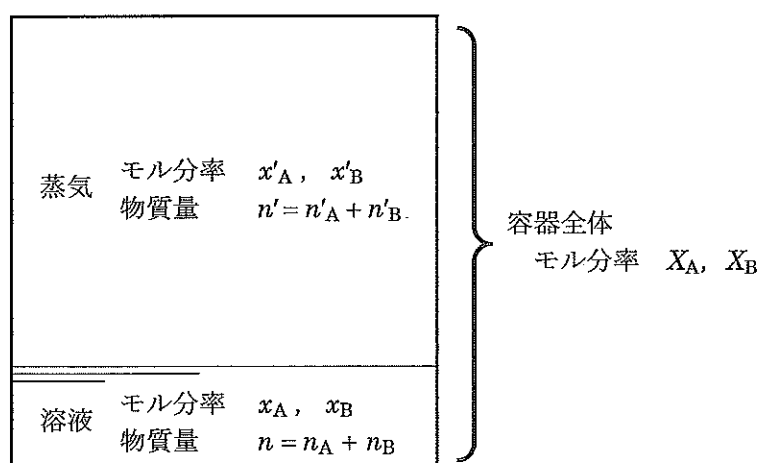 蒸気
モル分率 x′A , x′B
物質量 n′=n′A+n′B
容器全体
モル分率 XA, XB
溶液
モル分率 xA , xB
物質量 n=nA+nB